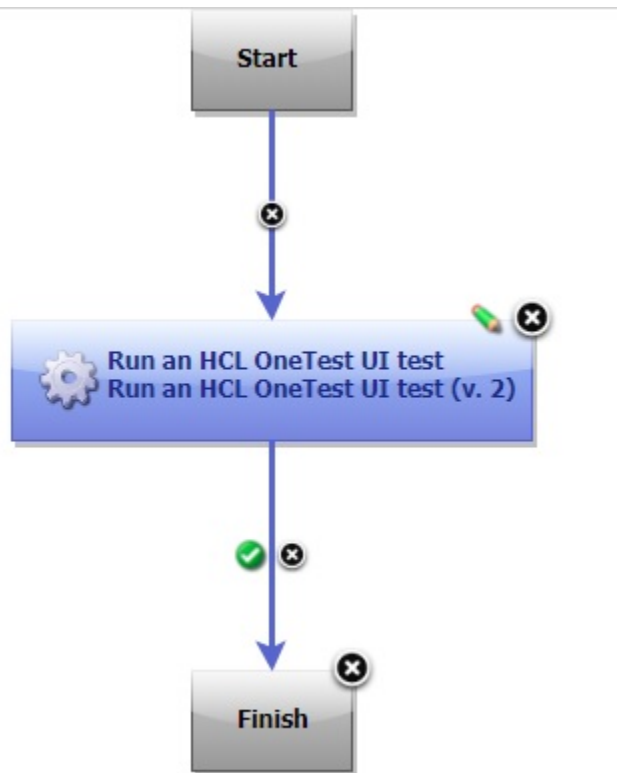 Start
Run an HCL OneTest UI test
Run an HCL OneTest UI test (v. 2)
Finish